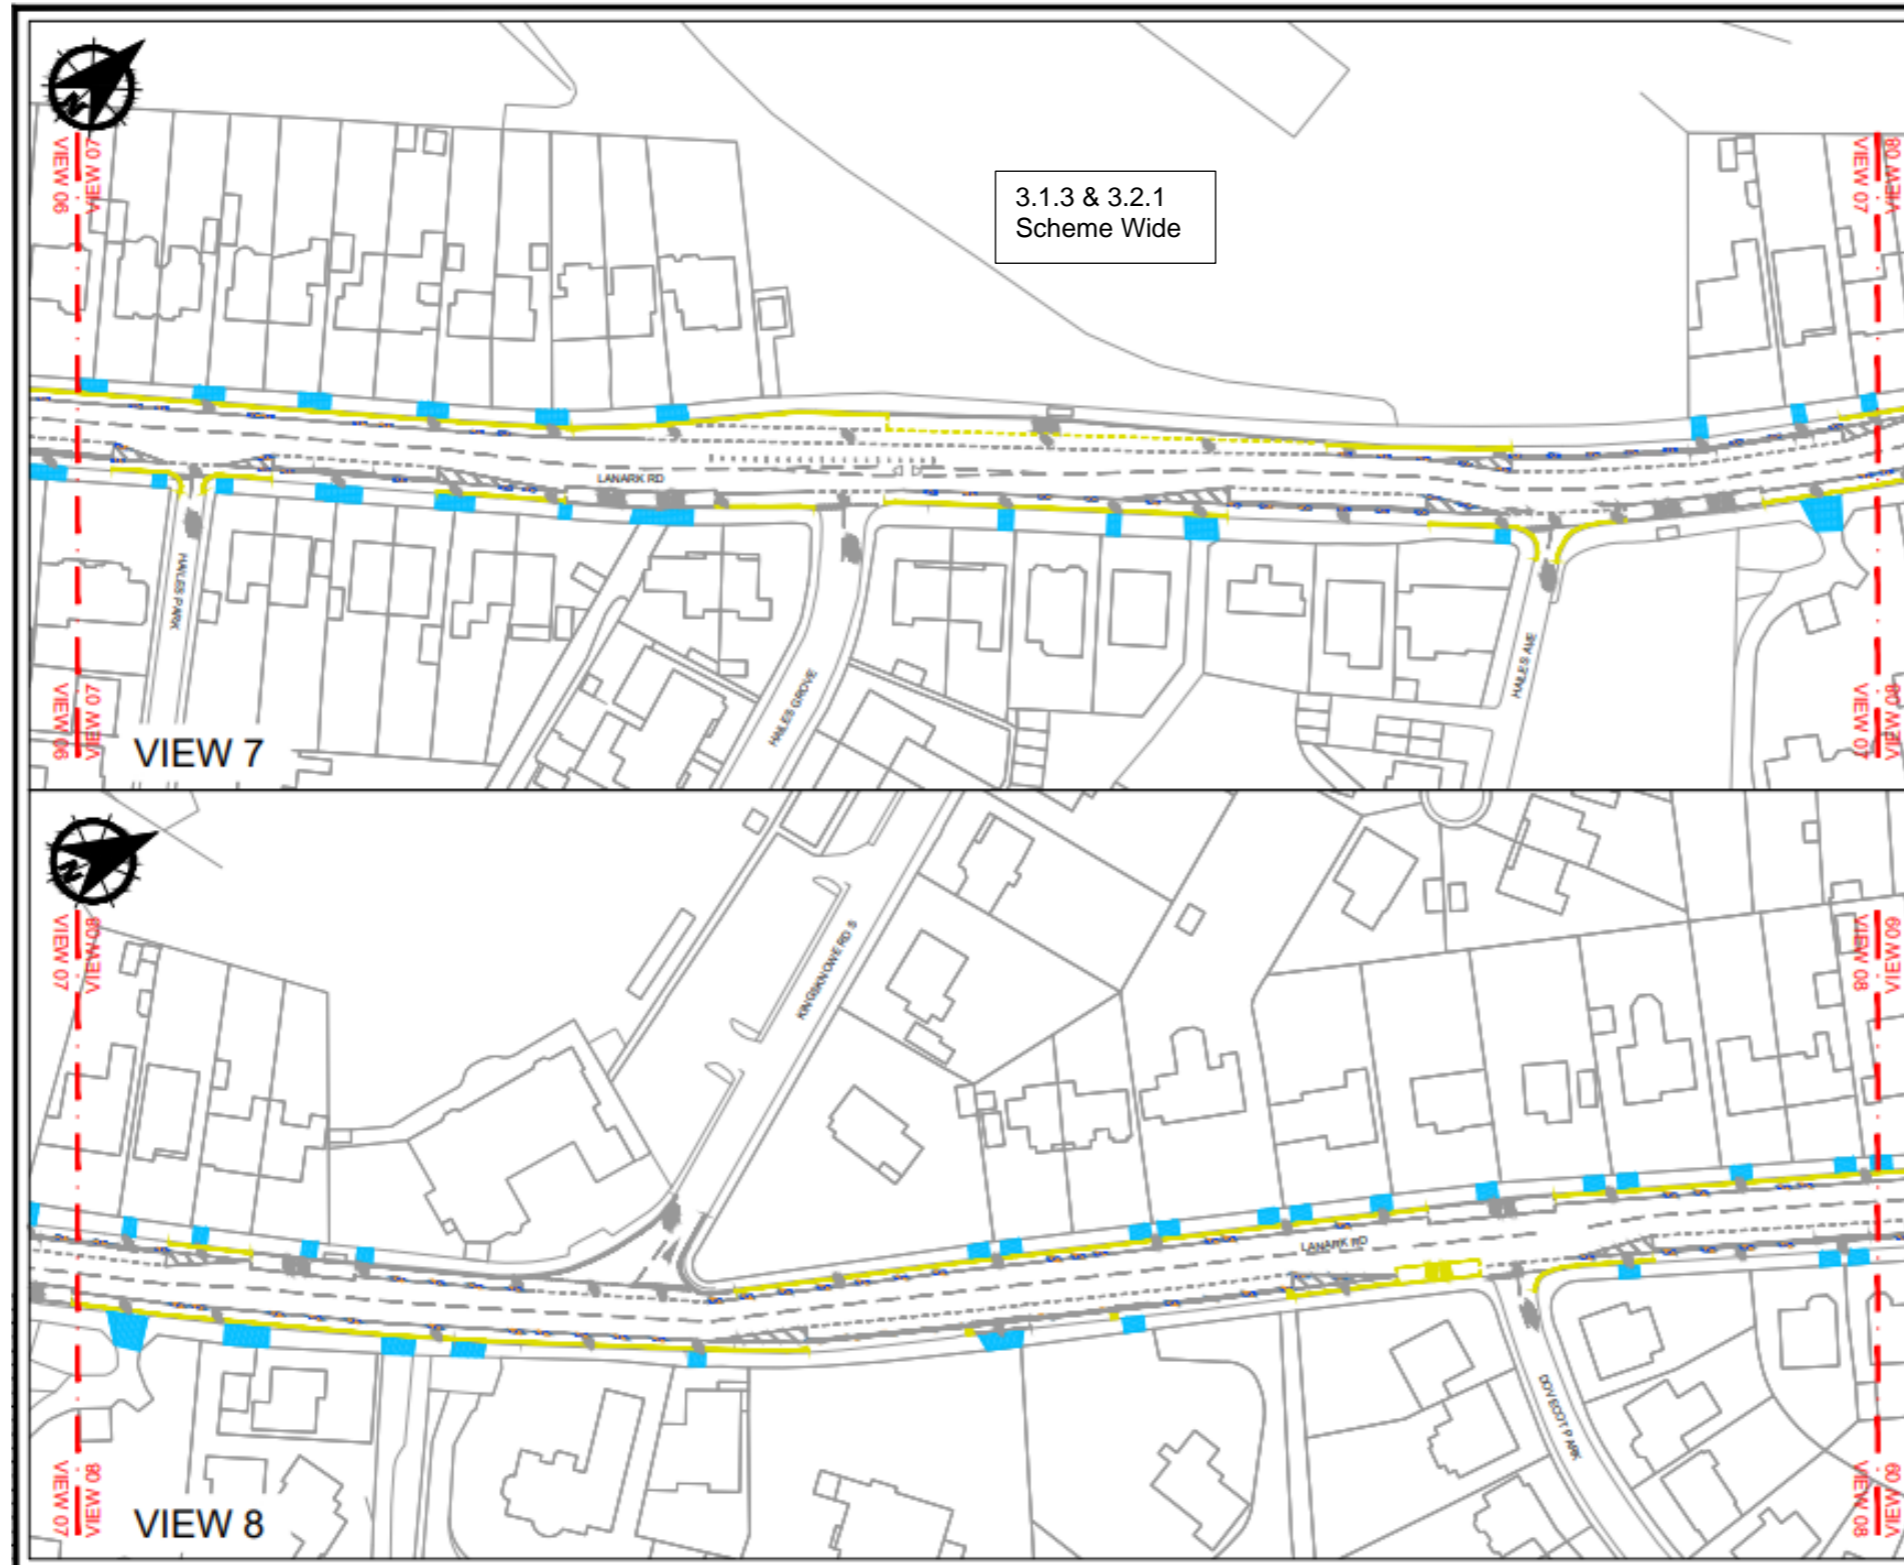 N
VIEW 07
VIEW 06
3.1.3 & 3.2.1
Scheme Wide
VIEW 08
VIEW 07
LANARK RD
HAILES PARK
HAILES GROVE
HAILES AVE
VIEW 07
VIEW 06
VIEW 08
VIEW 07
VIEW 7
N
VIEW 08
VIEW 07
KINGSKNOWE RD S
VIEW 09
VIEW 08
LANARK RD
DOVECOT PARK
VIEW 08
VIEW 07
VIEW 09
VIEW 08
VIEW 8